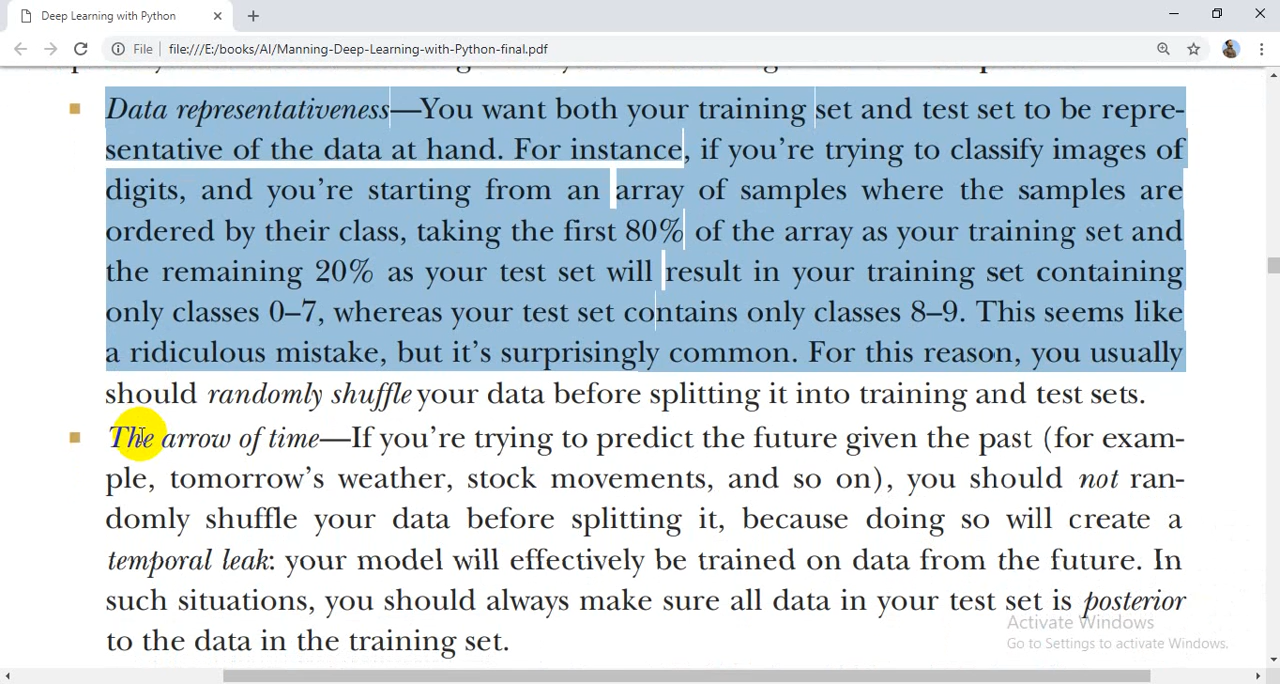 Deep Learning with Python
File
file:///E:/books/AI/Manning-Deep-Learning-with-Python-final.pdf
Data representativeness—You want both your training set and test set to be repre-
sentative of the data at hand. For instance, if you're trying to classify images of
digits, and you're starting from an array of samples where the samples are
ordered by their class, taking the first 80% of the array as your training set and
the remaining 20% as your test set will result in your training set containing
only classes 0–7, whereas your test set contains only classes 8–9. This seems like
a ridiculous mistake, but it's surprisingly common. For this reason, you usually
should randomly shuffle your data before splitting it into training and test sets.
The arrow of time—If you're trying to predict the future given the past (for exam-
ple, tomorrow's weather, stock movements, and so on), you should not ran-
domly shuffle your data before splitting it, because doing so will create a
temporal leak: your model will effectively be trained on data from the future. In
such situations, you should always make sure all data in your test set is posterior
to the data in the training set.
Activate Windows
Go to Settings to activate Windows.